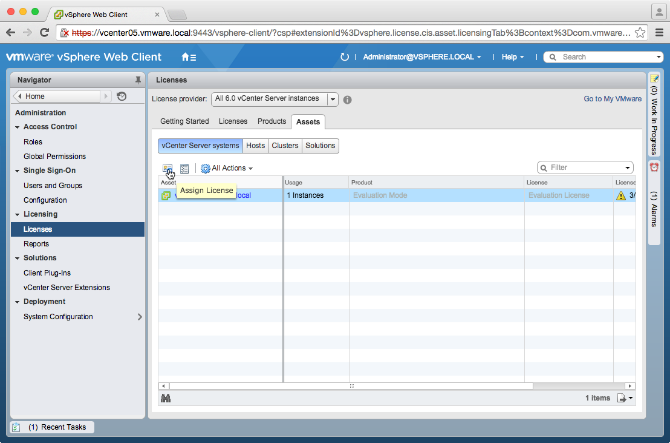 vSphere Web Client
https://vcenter05.vmware.local:9443/vsphere-client/?csp#extensionId%3Dvsphere.license.cis.asset.licensingTab%3Bcontext%3Dcom.vmware...
vmware® vSphere Web Client
Administrator@VSPHERE.LOCAL
Help
Search
Navigator
Home
Administration
Access Control
Roles
Global Permissions
Single Sign-On
Users and Groups
Configuration
Licensing
Licenses
Reports
Solutions
Client Plug-Ins
vCenter Server Extensions
Deployment
System Configuration
Licenses
License provider: All 6.0 vCenter Server instances
Go to My VMware
Getting Started Licenses Products Assets
vCenter Server systems Hosts Clusters Solutions
All Actions
Filter
Asset Usage Product License License
local 1 Instances Evaluation Mode Evaluation License 3/
Assign License
1 items
(0) Work In Progress
(1) Alarms
(1) Recent Tasks